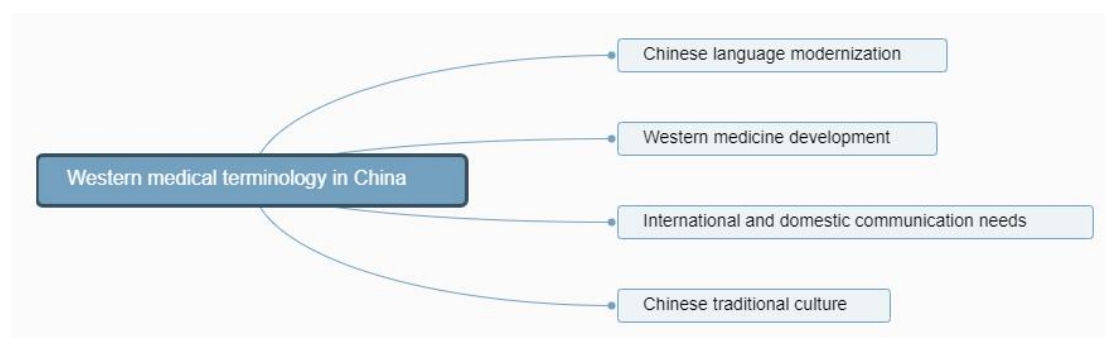 Chinese language modernization
Western medicine development
Western medical terminology in China
International and domestic communication needs
Chinese traditional culture